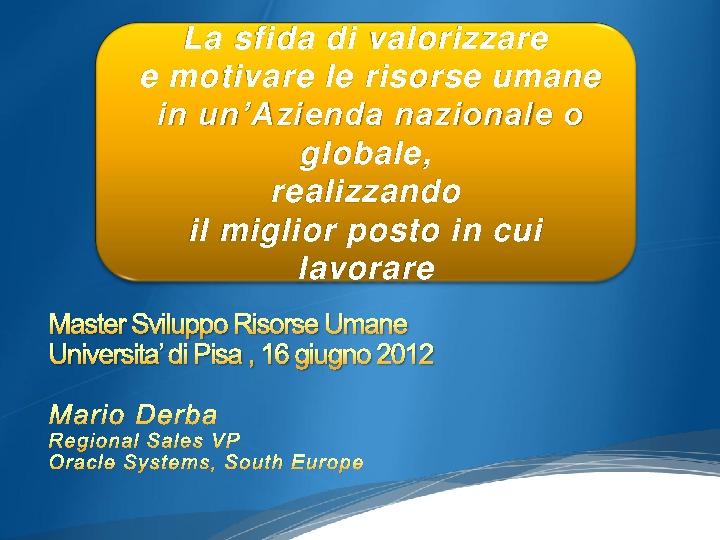 La sfida di valorizzare
e motivare le risorse umane
in un’Azienda nazionale o
globale,
realizzando
il miglior posto in cui
lavorare
Master Sviluppo Risorse Umane
Universita’ di Pisa , 16 giugno 2012
Mario Derba
Regional Sales VP
Oracle Systems, South Europe